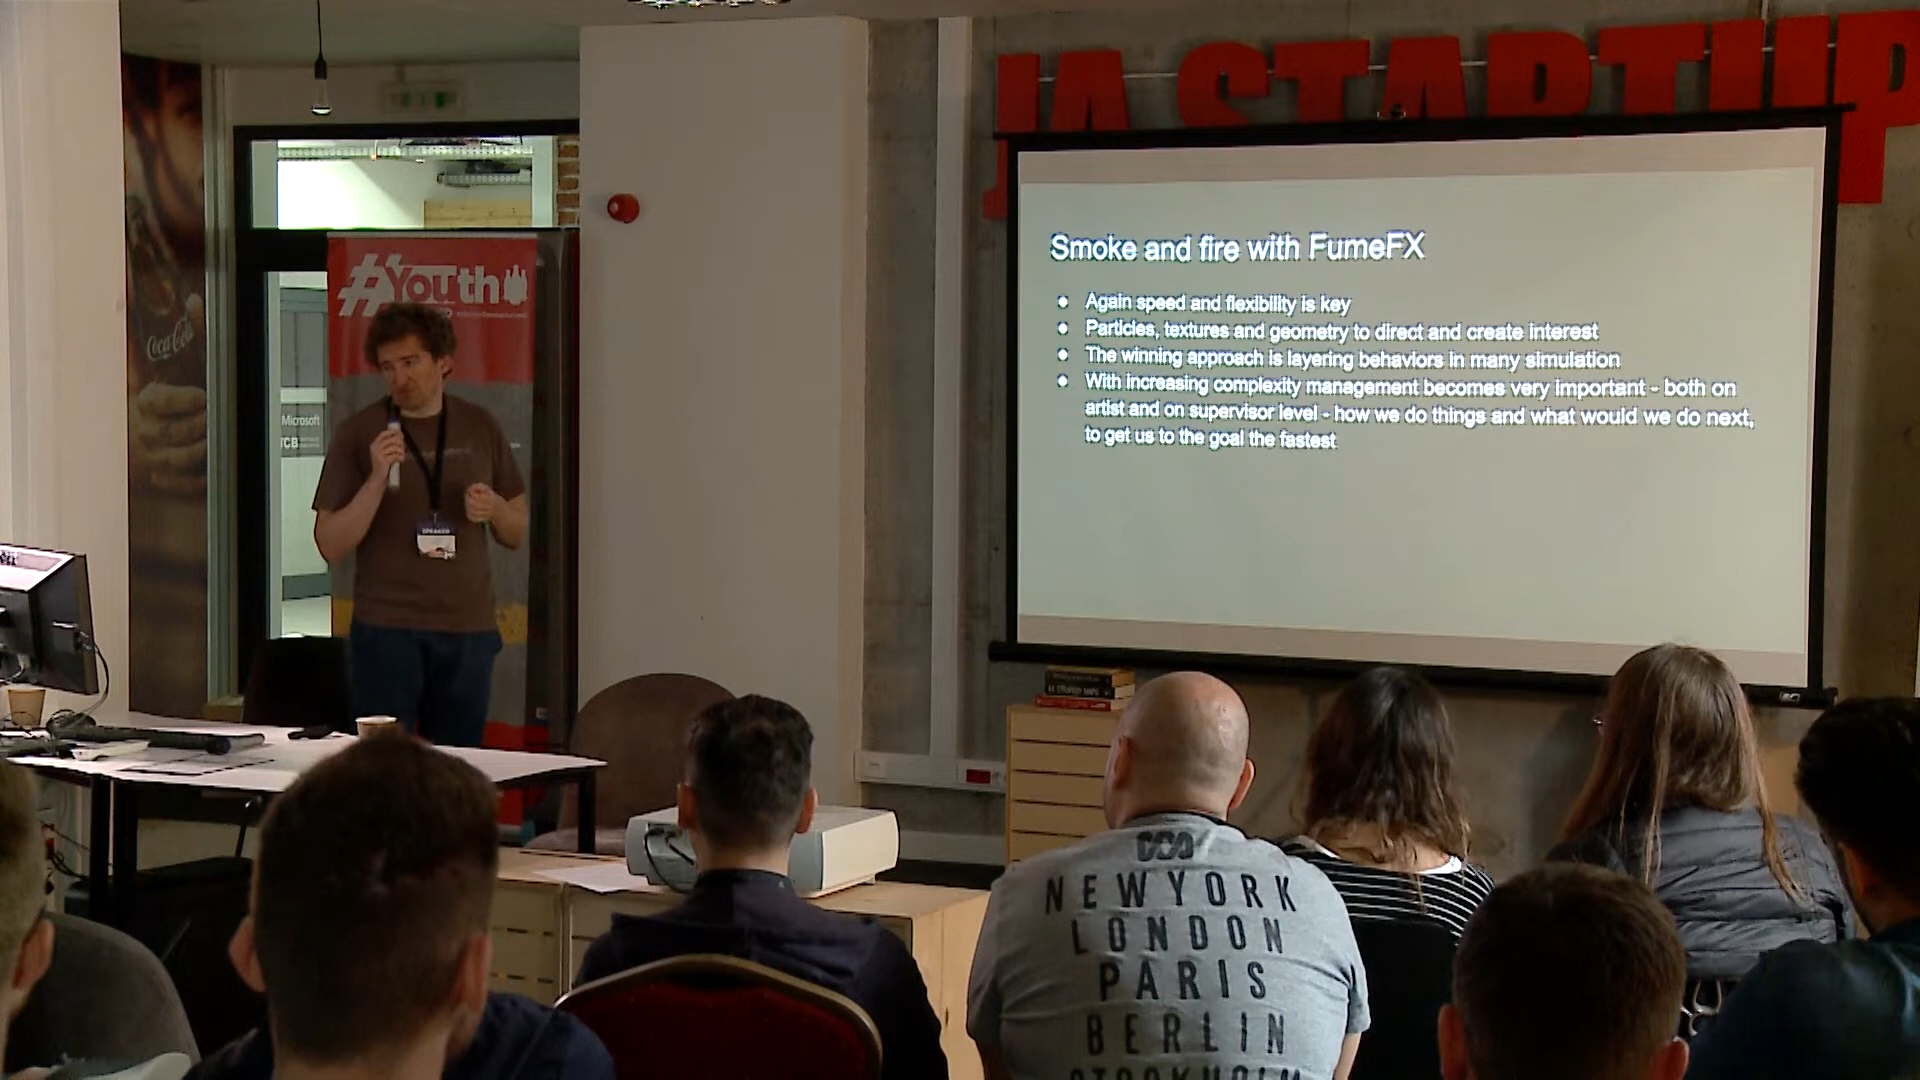 JA STARTUP
#YOUth
Coca-Cola
Microsoft
SPEAKER
Smoke and fire with FumeFX
● Again speed and flexibility is key
● Particles, textures and geometry to direct and create interest
● The winning approach is layering behaviors in many simulation
● With increasing complexity management becomes very important - both on
artist and on supervisor level - how we do things and what would we do next,
to get us to the goal the fastest
NEWYORK
LONDON
PARIS
BERLIN
STOCKHOLM